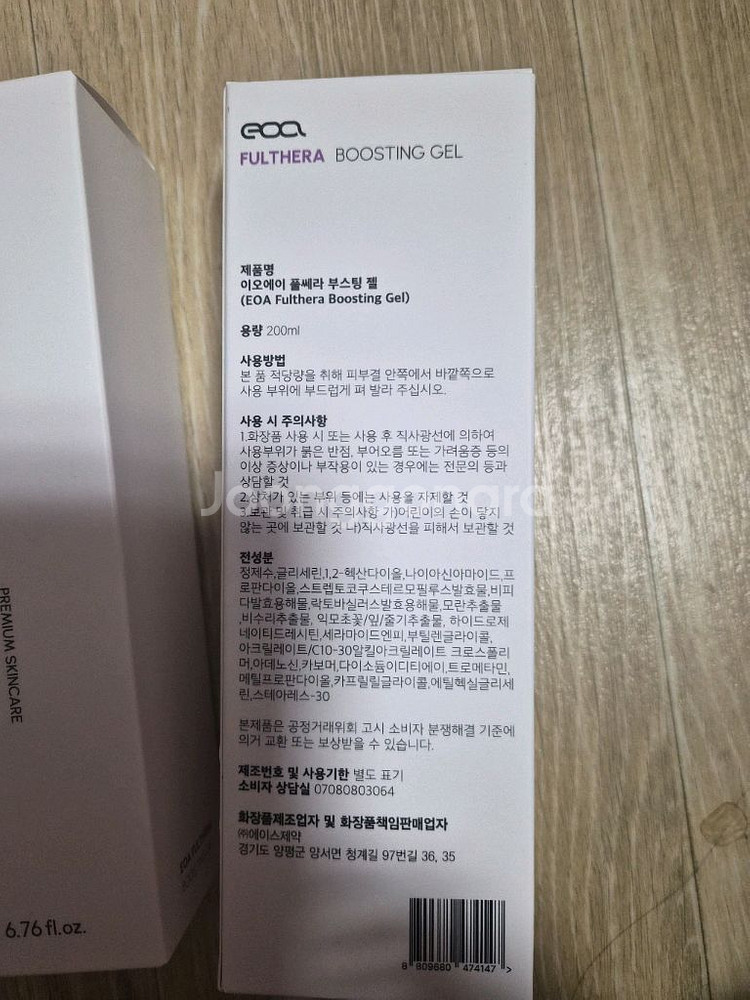 eoa
FULTHERA BOOSTING GEL
제품명
이오에이 풀쎄라 부스팅 젤
(EOA Fulthera Boosting Gel)
용량 200ml
사용방법
본 품 적당량을 취해 피부결 안쪽에서 바깥쪽으로
사용 부위에 부드럽게 펴 발라 주십시오.
사용 시 주의사항
1.화장품 사용 시 또는 사용 후 직사광선에 의하여
사용부위가 붉은 반점, 부어오름 또는 가려움증 등의
이상 증상이나 부작용이 있는 경우에는 전문의 등과
상담할 것
2.상처가 있는 부위 등에는 사용을 자제할 것
3.보관 및 취급 시 주의사항 가)어린이의 손이 닿지
않는 곳에 보관할 것 나)직사광선을 피해서 보관할 것
전성분
정제수,글리세린,1,2-헥산다이올,나이아신아마이드,프
로판다이올,스트렙토코쿠스테르모필루스발효물,비피
다발효용해물,락토바실러스발효용해물,모란추출물
,비수리추출물, 익모초꽃/잎/줄기추출물, 하이드로제
네이티드레시틴,세라마이드엔피,부틸렌글라이콜,
아크릴레이트/C10-30알킬아크릴레이트 크로스폴리
머,아데노신,카보머,다이소듐이디티에이,트로메타민,
메틸프로판다이올,카프릴릴글라이콜,에틸헥실글리세
린,스테아레스-30
본제품은 공정거래위회 고시 소비자 분쟁해결 기준에
의거 교환 또는 보상받을 수 있습니다.
제조번호 및 사용기한 별도 표기
소비자 상담실 07080803064
화장품제조업자 및 화장품책임판매업자
㈜에이스제약
경기도 양평군 양서면 청계길 97번길 36, 35
8 809680 474147 >
PREMIUM SKINCARE
6.76 fl.oz.